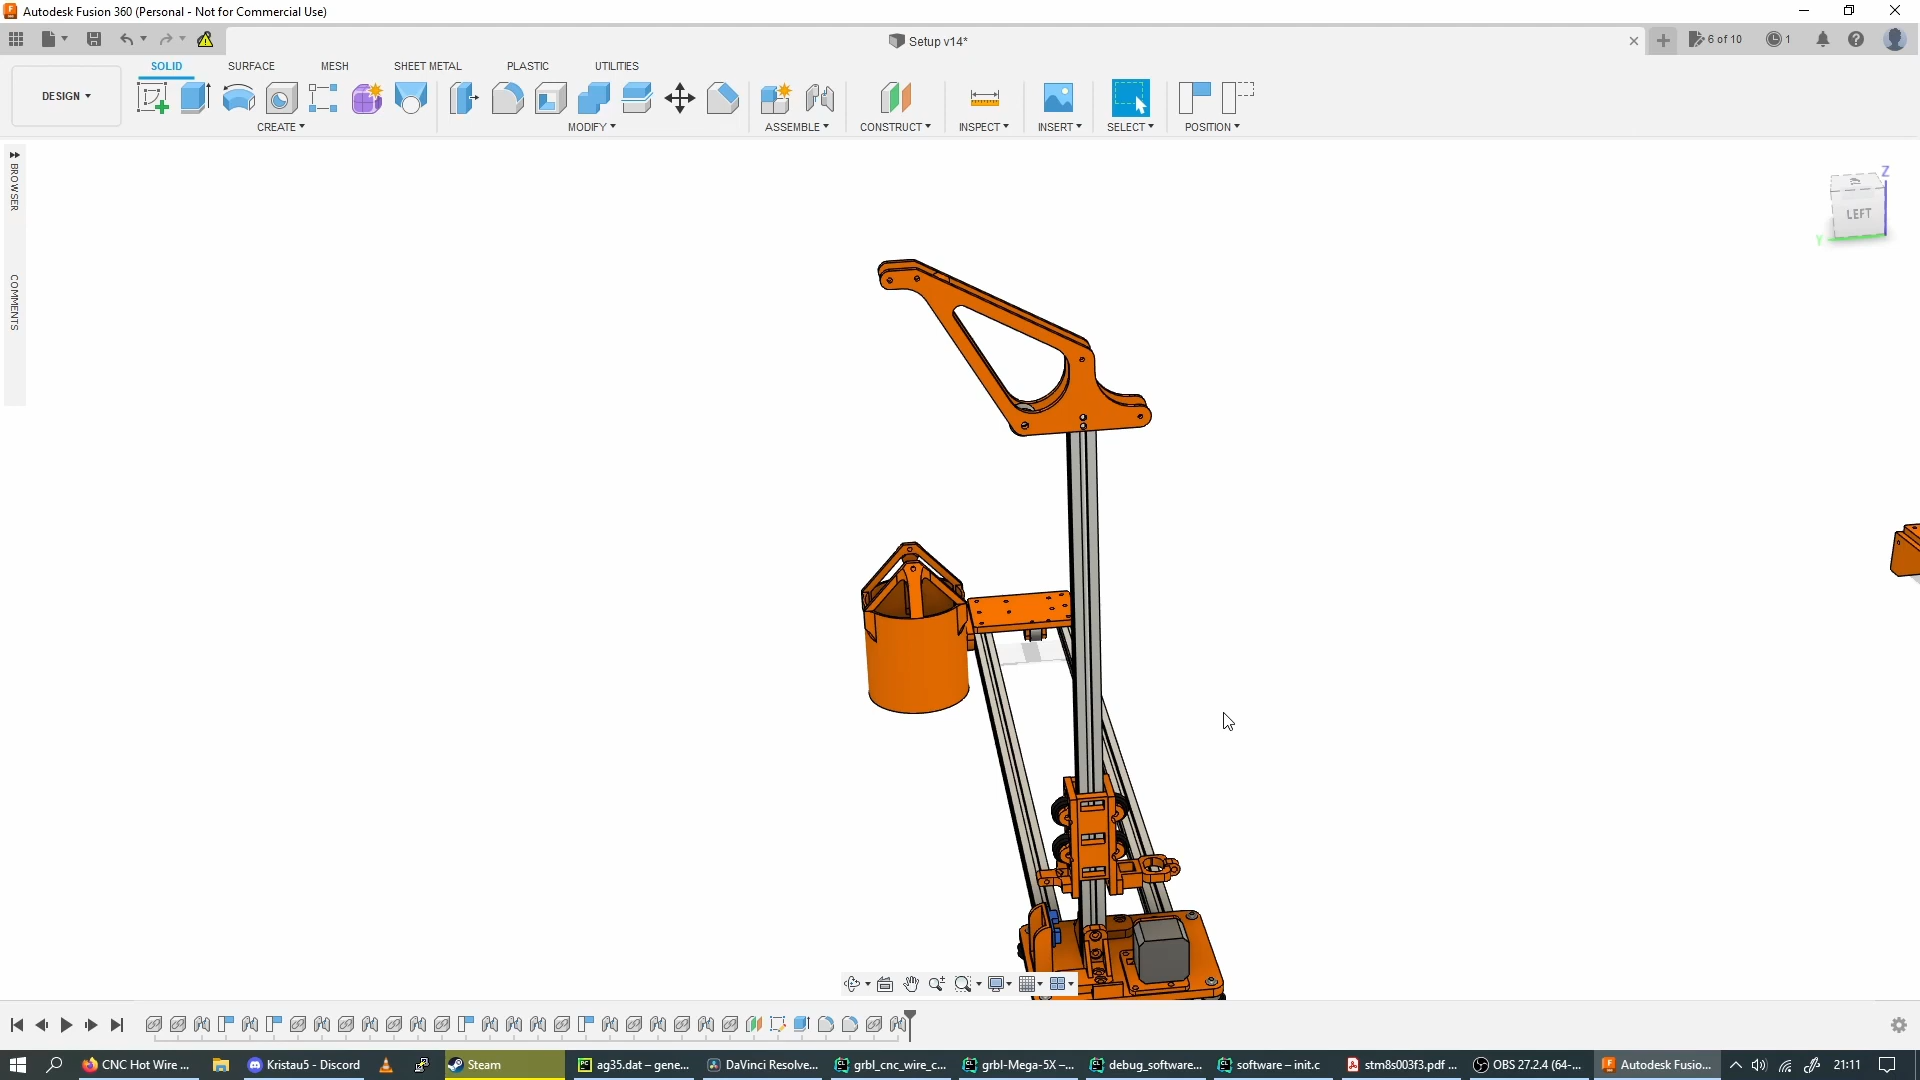 Autodesk Fusion 360 (Personal - Not for Commercial Use)
Setup v14*
6 of 10
1
DESIGN
SOLID
SURFACE
MESH
SHEET METAL
PLASTIC
UTILITIES
CREATE
MODIFY
ASSEMBLE
CONSTRUCT
INSPECT
INSERT
SELECT
POSITION
BROWSER
COMMENTS
Z
LEFT
Y
CNC Hot Wire ...
Kristau5 - Discord
Steam
ag35.dat – gene...
DaVinci Resolve...
grbl_cnc_wire_c...
grbl-Mega-5X –...
debug_software...
software – init.c
stm8s003f3.pdf ...
OBS 27.2.4 (64-...
Autodesk Fusio...
21:11